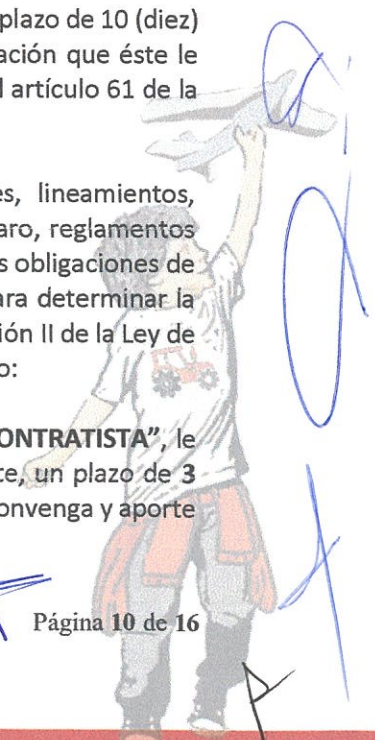 plazo de 10 (diez)
ación que éste le
l artículo 61 de la
es, lineamientos,
aro, reglamentos
s obligaciones de
ara determinar la
ión II de la Ley de
o:
ONTRATISTA”, le
te, un plazo de 3
onvenga y aporte
Página 10 de 16